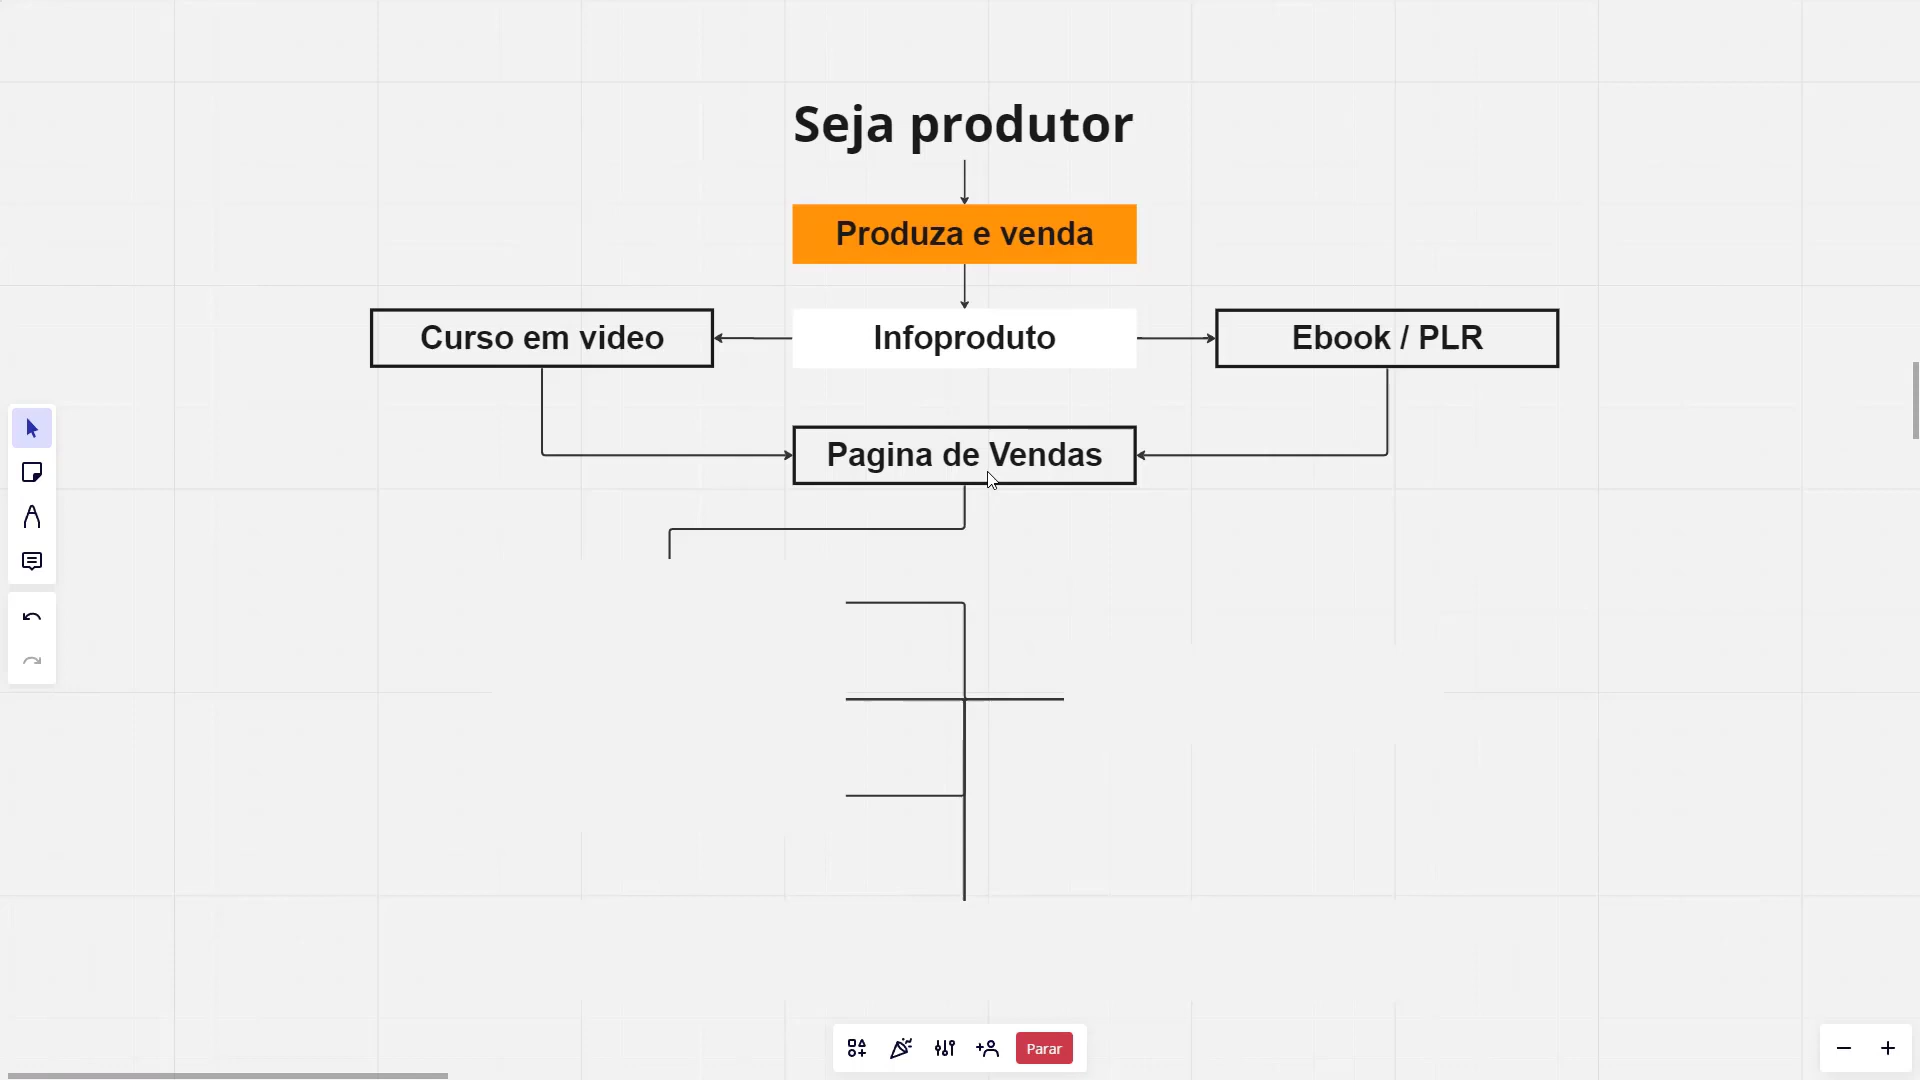 Seja produtor
Produza e venda
Curso em video
Infoproduto
Ebook / PLR
Pagina de Vendas
Parar